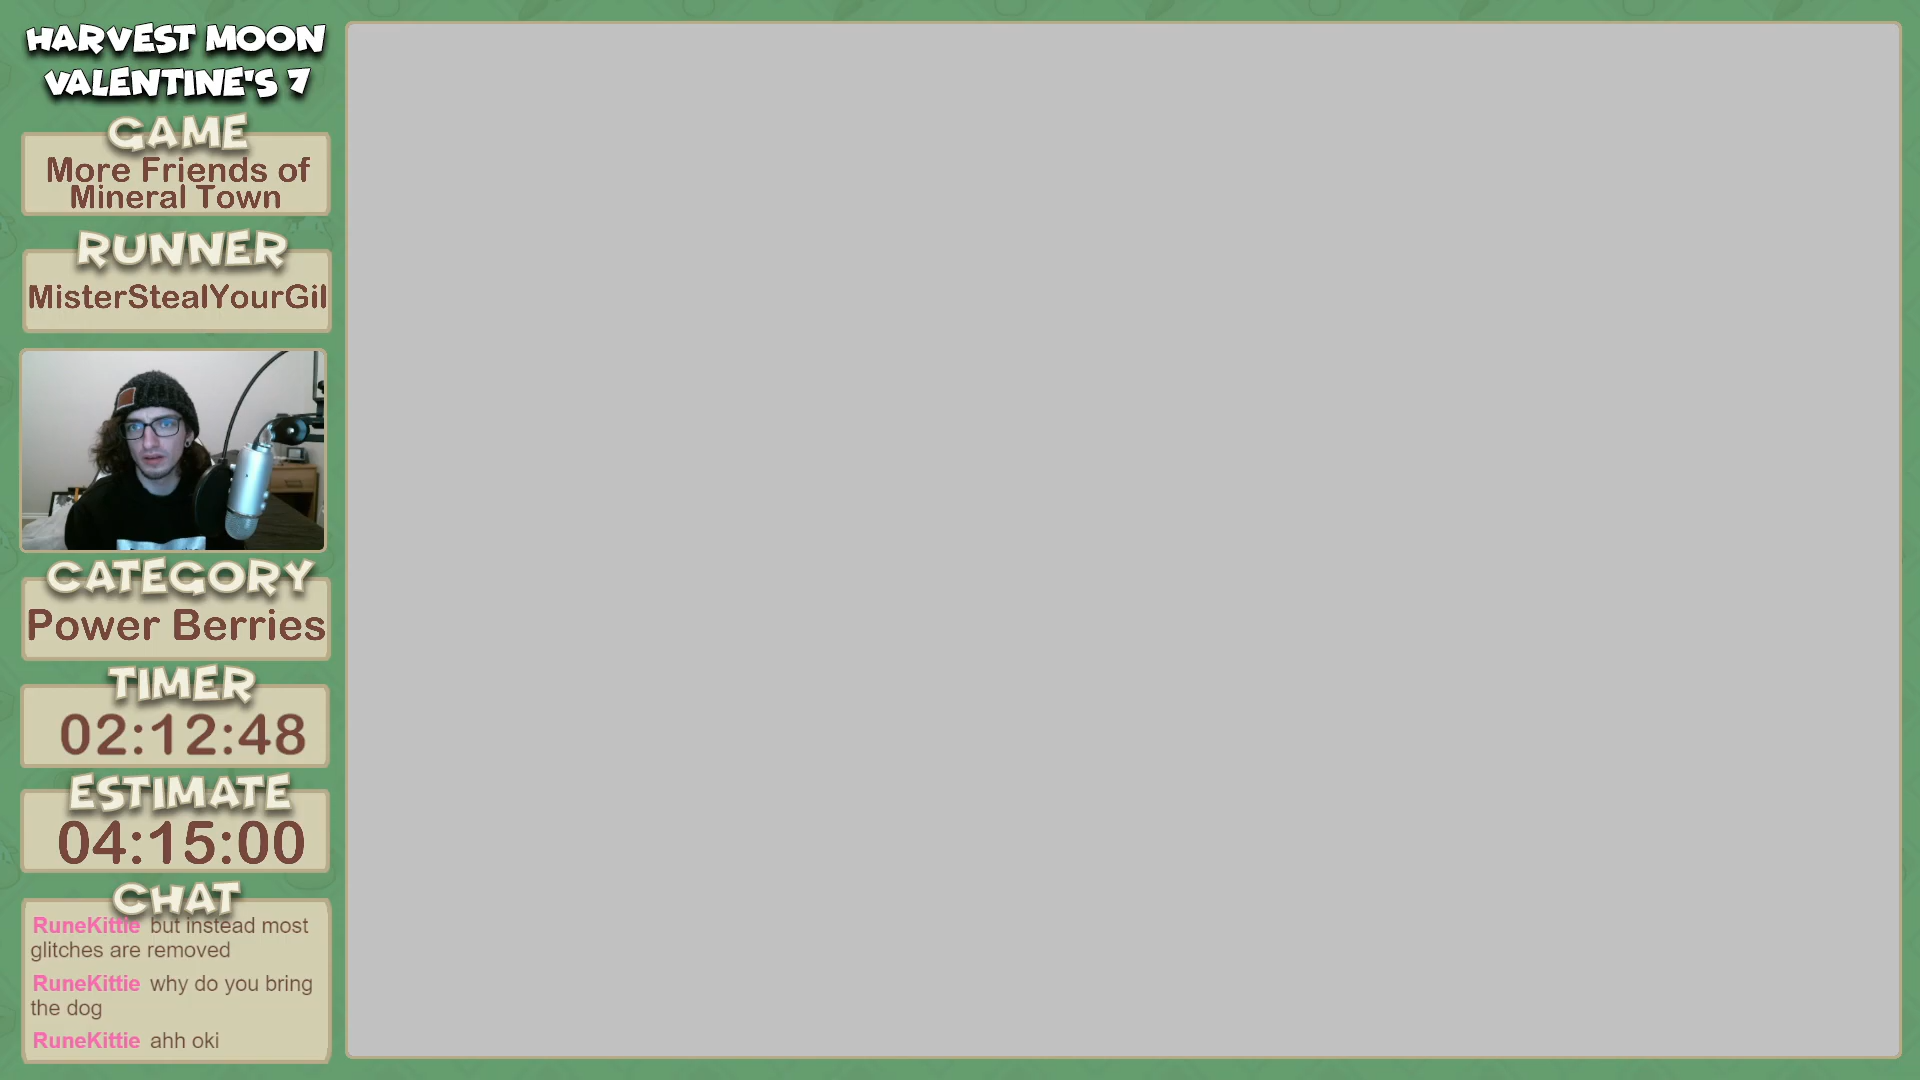 HARVEST MOON
VALENTINE'S 7
GAME
More Friends of
Mineral Town
RUNNER
MisterStealYourGil
CATEGORY
Power Berries
TIMER
02:12:48
ESTIMATE
04:15:00
CHAT
RuneKittie but instead most
glitches are removed
RuneKittie why do you bring
the dog
RuneKittie ahh oki